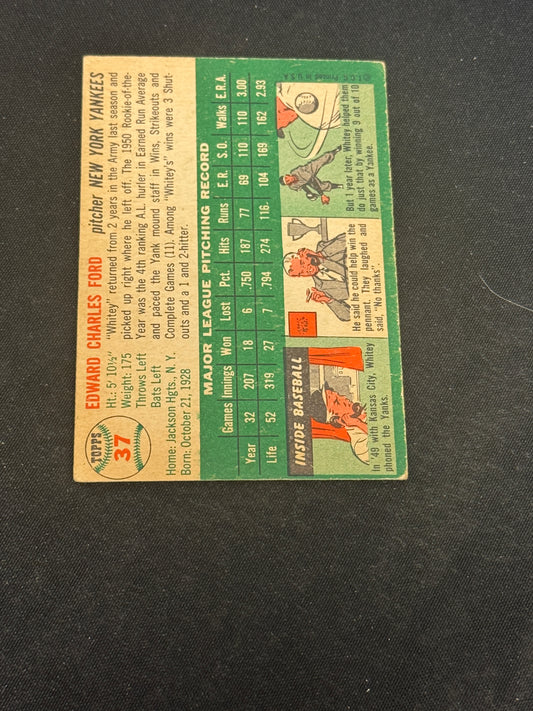 TOPPS
37
EDWARD CHARLES FORD
pitcher NEW YORK YANKEES
Ht.: 5' 10½"
Weight: 175
Throws Left
Bats Left
Home: Jackson Hgts., N. Y.
Born: October 21, 1928
"Whitey" returned from 2 years in the Army last season and
picked up right where he left off. The 1950 Rookie-of-the-
Year was the 4th ranking A.L. hurler in Earned Run Average
and paced the Yank mound staff in Wins, Strikeouts and
Complete Games (11). Among "Whitey's" wins were 3 Shut-
outs and a 1 and 2-hitter.
MAJOR LEAGUE PITCHING RECORD
Games Innings Won Lost Pct. Hits Runs E.R. S.O. Walks E.R.A.
Year 32 207 18 6 .750 187 77 69 110 110 3.00
Life 52 319 27 7 .794 274 116 104 169 162 2.93
INSIDE BASEBALL
In '49 with Kansas City, Whitey
phoned the Yanks.
He said he could help win the
pennant. They laughed and
said, "No thanks".
But 1 year later, Whitey helped them
do just that by winning 9 out of 10
games as a Yankee.
© T.C.G. Printed in U.S.A.